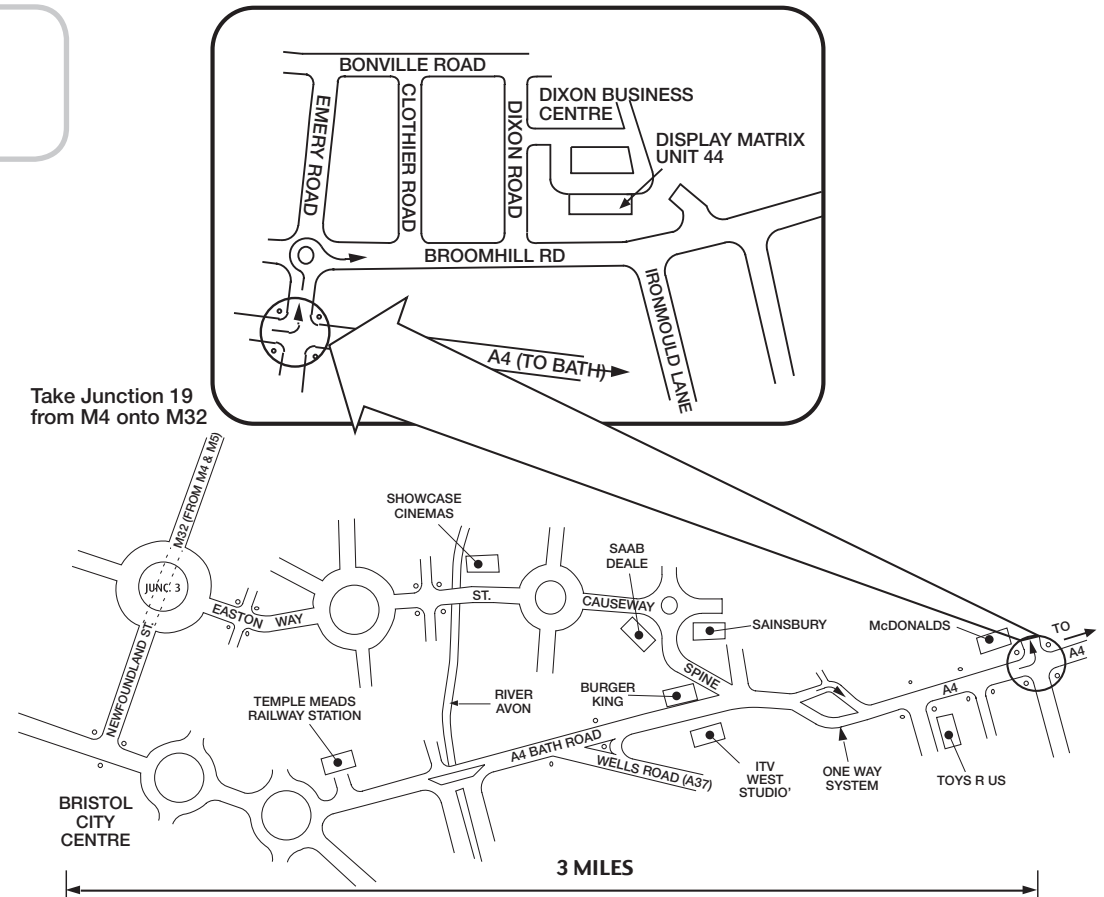 BONVILLE ROAD
EMERY ROAD
CLOTHIER ROAD
DIXON ROAD
DIXON BUSINESS
CENTRE
DISPLAY MATRIX
UNIT 44
BROOMHILL RD
IRONMOULD LANE
A4 (TO BATH)
Take Junction 19
from M4 onto M32
M32 (FROM M4 & M5)
JUNC. 3
NEWFOUNDLAND ST.
EASTON WAY
SHOWCASE
CINEMAS
ST.
CAUSEWAY
SAAB
DEALE
SAINSBURY
McDONALDS
TO
A4
A4
SPINE
BURGER
KING
RIVER
AVON
TEMPLE MEADS
RAILWAY STATION
A4 BATH ROAD
WELLS ROAD (A37)
ITV
WEST
STUDIO'
ONE WAY
SYSTEM
TOYS R US
BRISTOL
CITY
CENTRE
3 MILES